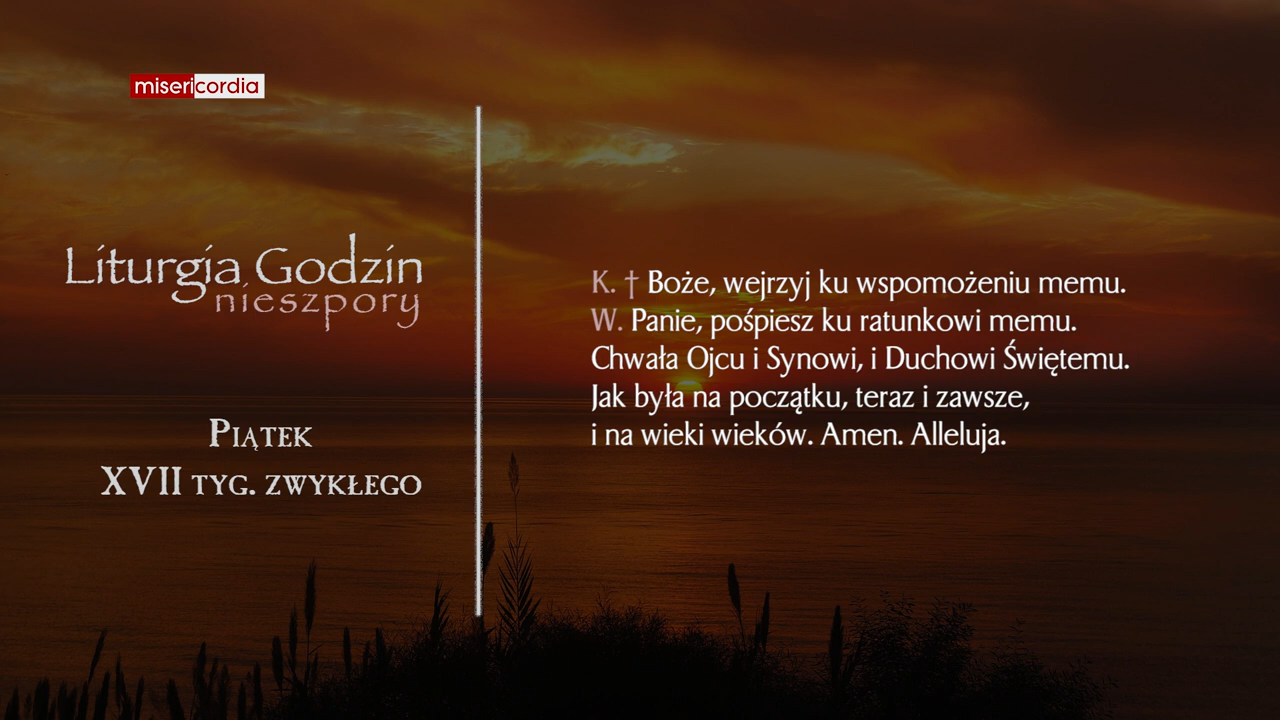 misericordia
Liturgia Godzin
nieszpory
Piątek
XVII tyg. zwykłego
K. † Boże, wejrzyj ku wspomożeniu memu.
W. Panie, pośpiesz ku ratunkowi memu.
Chwała Ojcu i Synowi, i Duchowi Świętemu.
Jak była na początku, teraz i zawsze,
i na wieki wieków. Amen. Alleluja.